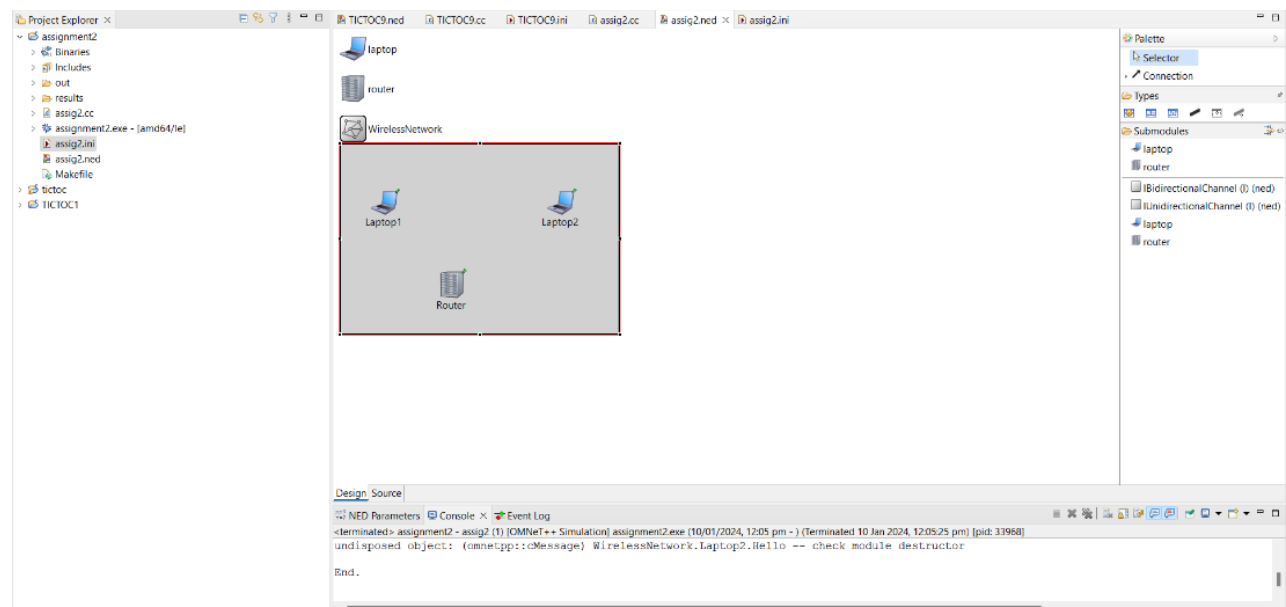 Project Explorer ×
assignment2
Binaries
Includes
out
results
assig2.cc
assignment2.exe - [amd64/le]
assig2.ini
assig2.ned
Makefile
tictoc
TICTOC1
TICTOC9.ned
TICTOC9.cc
TICTOC9.ini
assig2.cc
assig2.ned ×
assig2.ini
laptop
router
WirelessNetwork
Laptop1
Laptop2
Router
Palette
Selector
Connection
Types
Submodules
laptop
router
IBidirectionalChannel (I) (ned)
IUnidirectionalChannel (I) (ned)
laptop
router
Design Source
NED Parameters Console × Event Log
<terminated> assignment2 - assig2 (1) [OMNeT++ Simulation] assignment2.exe (10/01/2024, 12:05 pm - ) (Terminated 10 Jan 2024, 12:05:25 pm) [pid: 33968]
undisposed object: (omnetpp::cMessage) WirelessNetwork.Laptop2.Hello -- check module destructor
End.